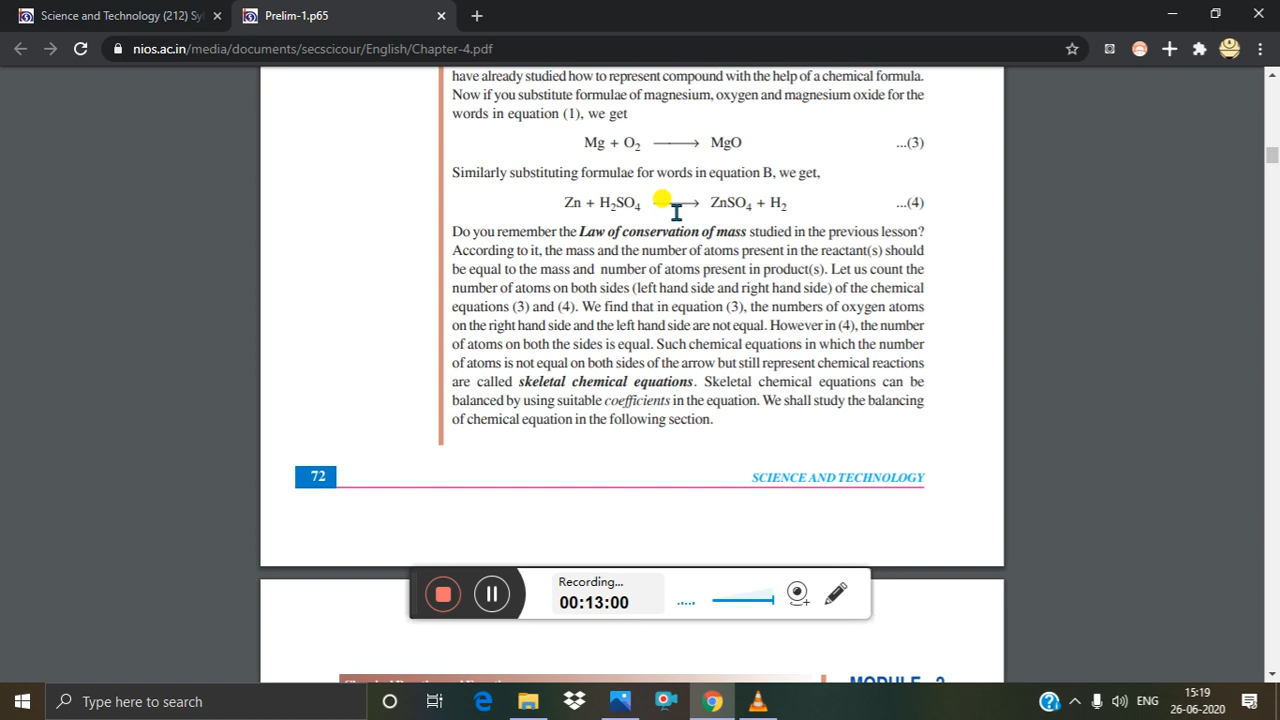 Science and Technology (212) Syl
Prelim-1.p65
nios.ac.in/media/documents/secscicour/English/Chapter-4.pdf
have already studied how to represent compound with the help of a chemical formula.
Now if you substitute formulae of magnesium, oxygen and magnesium oxide for the
words in equation (1), we get
Mg + O₂ ⟶ MgO ...(3)
Similarly substituting formulae for words in equation B, we get,
Zn + H₂SO₄ ⟶ ZnSO₄ + H₂ ...(4)
Do you remember the Law of conservation of mass studied in the previous lesson?
According to it, the mass and the number of atoms present in the reactant(s) should
be equal to the mass and number of atoms present in product(s). Let us count the
number of atoms on both sides (left hand side and right hand side) of the chemical
equations (3) and (4). We find that in equation (3), the numbers of oxygen atoms
on the right hand side and the left hand side are not equal. However in (4), the number
of atoms on both the sides is equal. Such chemical equations in which the number
of atoms is not equal on both sides of the arrow but still represent chemical reactions
are called skeletal chemical equations. Skeletal chemical equations can be
balanced by using suitable coefficients in the equation. We shall study the balancing
of chemical equation in the following section.
72
SCIENCE AND TECHNOLOGY
Recording...
00:13:00
Type here to search
ENG
15:19
26-06-2020